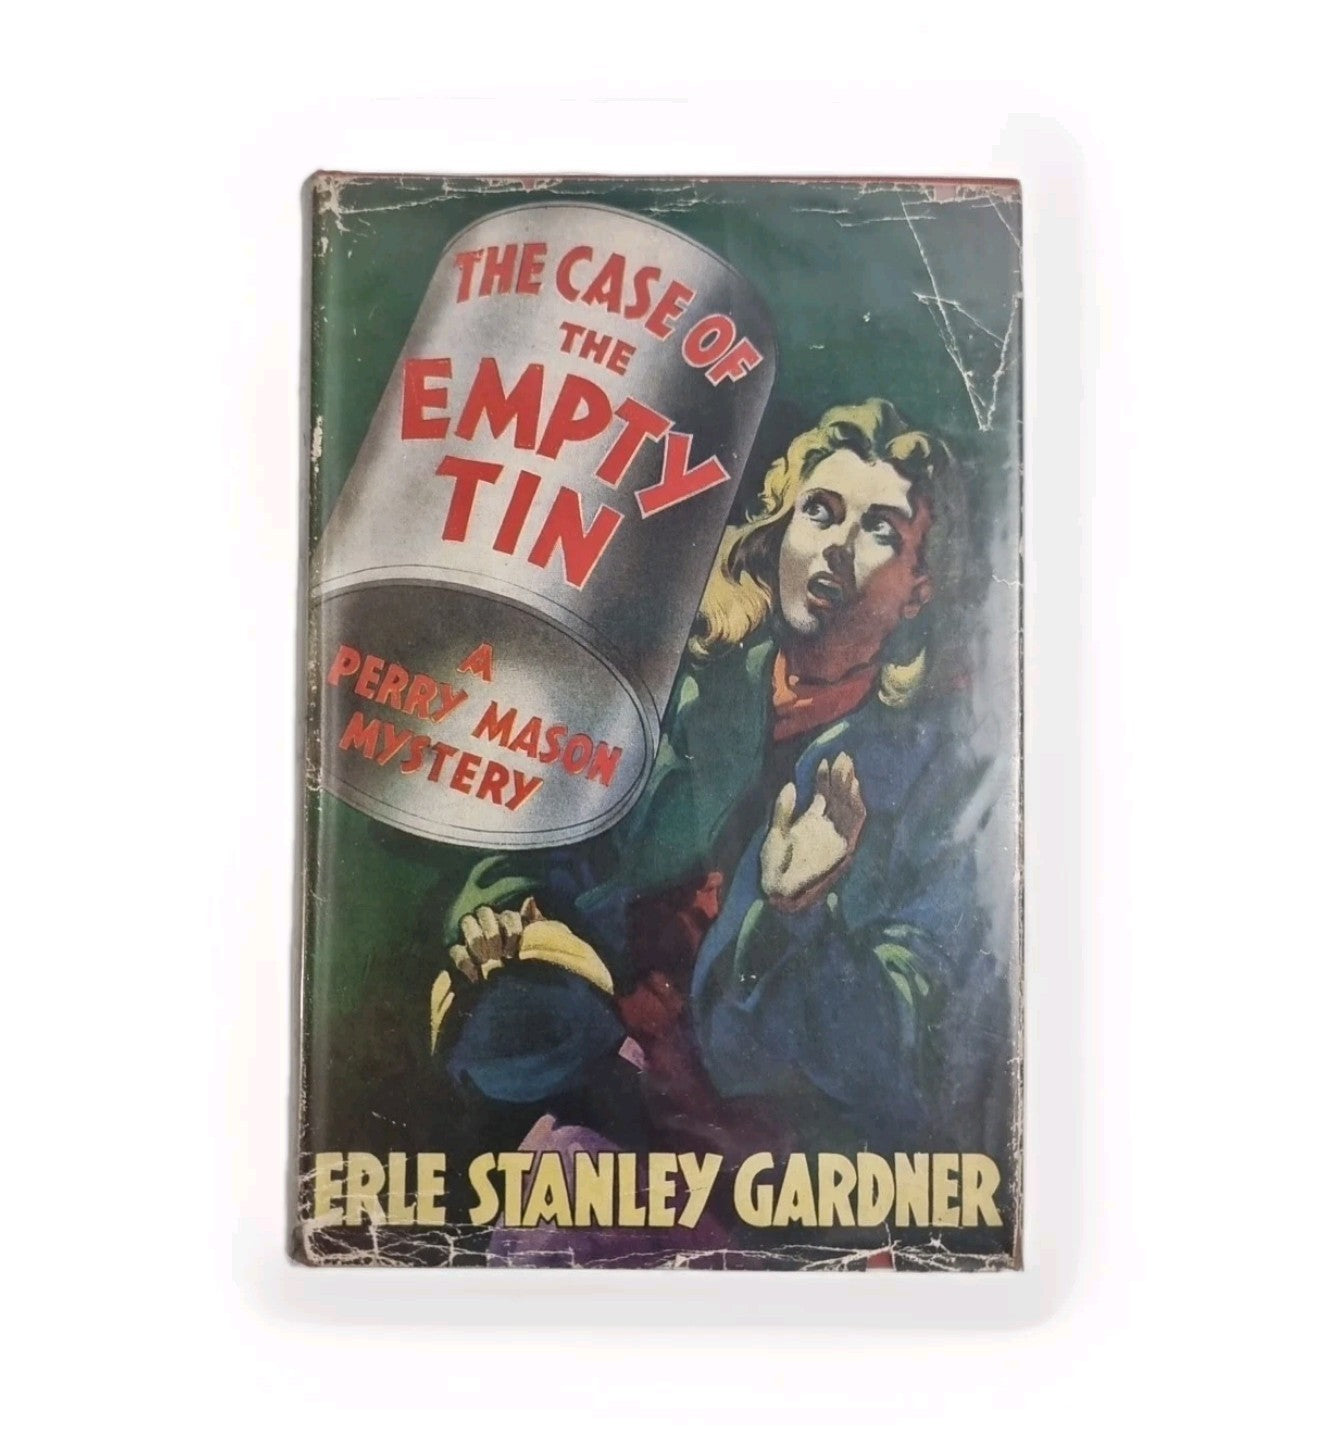 THE CASE OF
THE
EMPTY
TIN
A
PERRY MASON
MYSTERY
ERLE STANLEY GARDNER